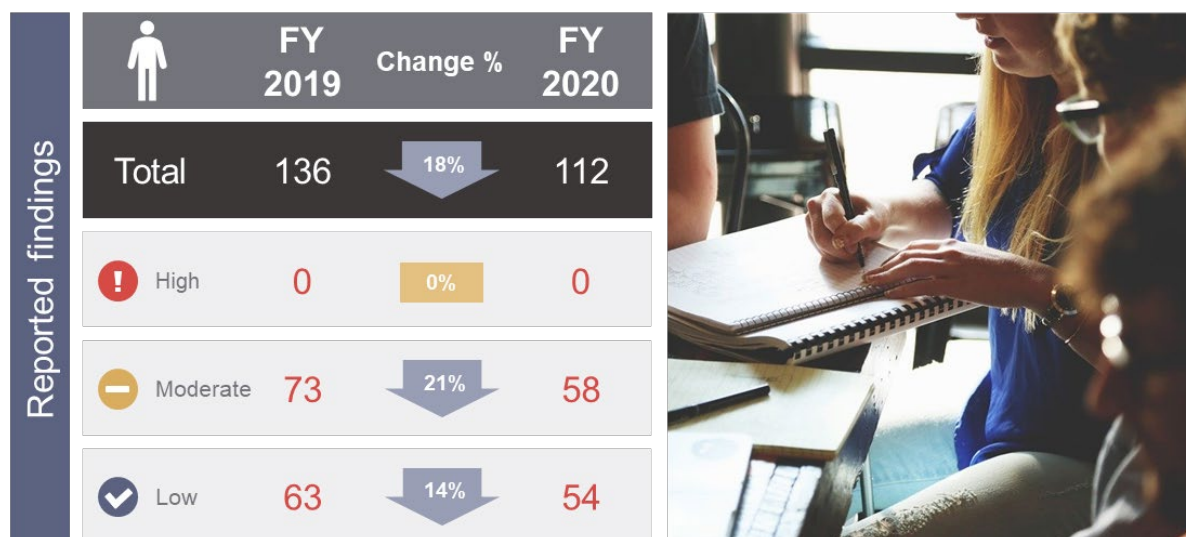 Reported findings
FY 2019 Change % FY 2020
Total 136 18% 112
High 0 0% 0
Moderate 73 21% 58
Low 63 14% 54